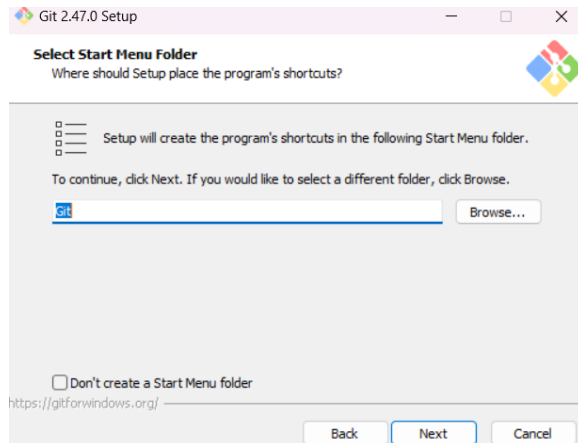 Git 2.47.0 Setup
Select Start Menu Folder
Where should Setup place the program's shortcuts?
Setup will create the program's shortcuts in the following Start Menu folder.
To continue, click Next. If you would like to select a different folder, click Browse.
Git
Browse...
Don't create a Start Menu folder
https://gitforwindows.org/
Back
Next
Cancel